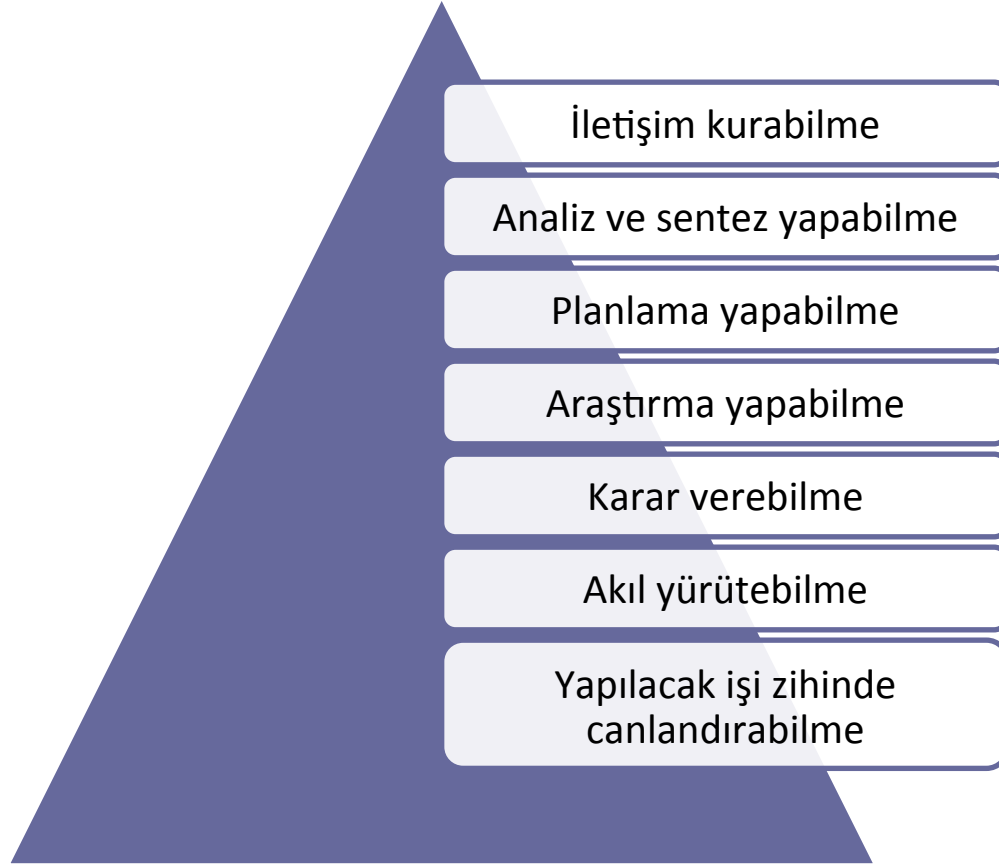 İletişim kurabilme
Analiz ve sentez yapabilme
Planlama yapabilme
Araştırma yapabilme
Karar verebilme
Akıl yürütebilme
Yapılacak işi zihinde
canlandırabilme